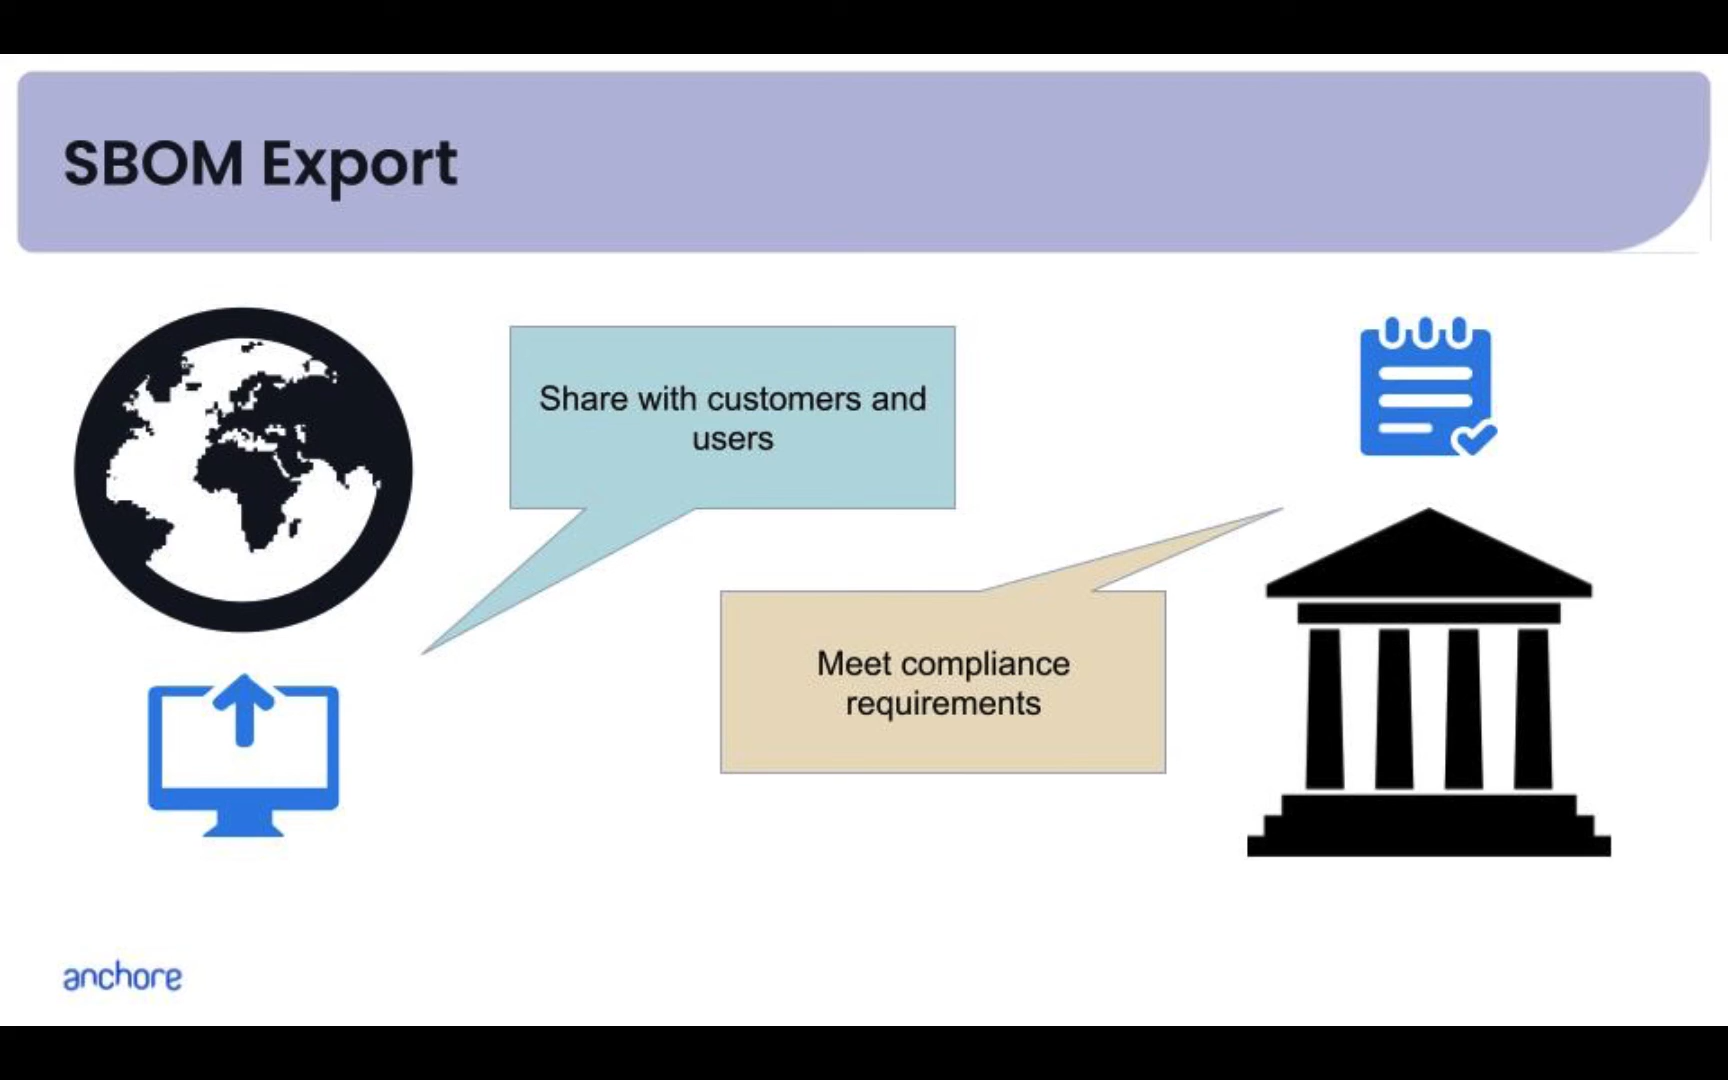 SBOM Export
Share with customers and
users
Meet compliance
requirements
anchore